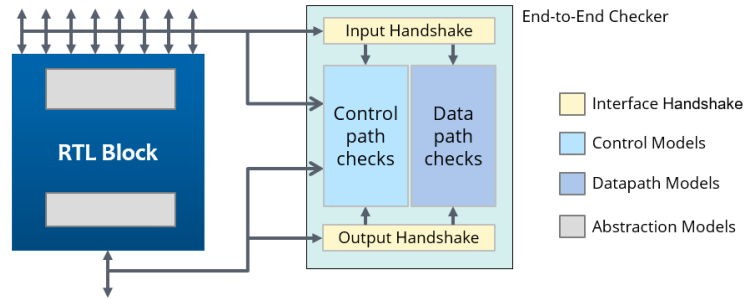 End-to-End Checker
Input Handshake
RTL Block
Control
path
checks
Data
path
checks
Output Handshake
Interface Handshake
Control Models
Datapath Models
Abstraction Models